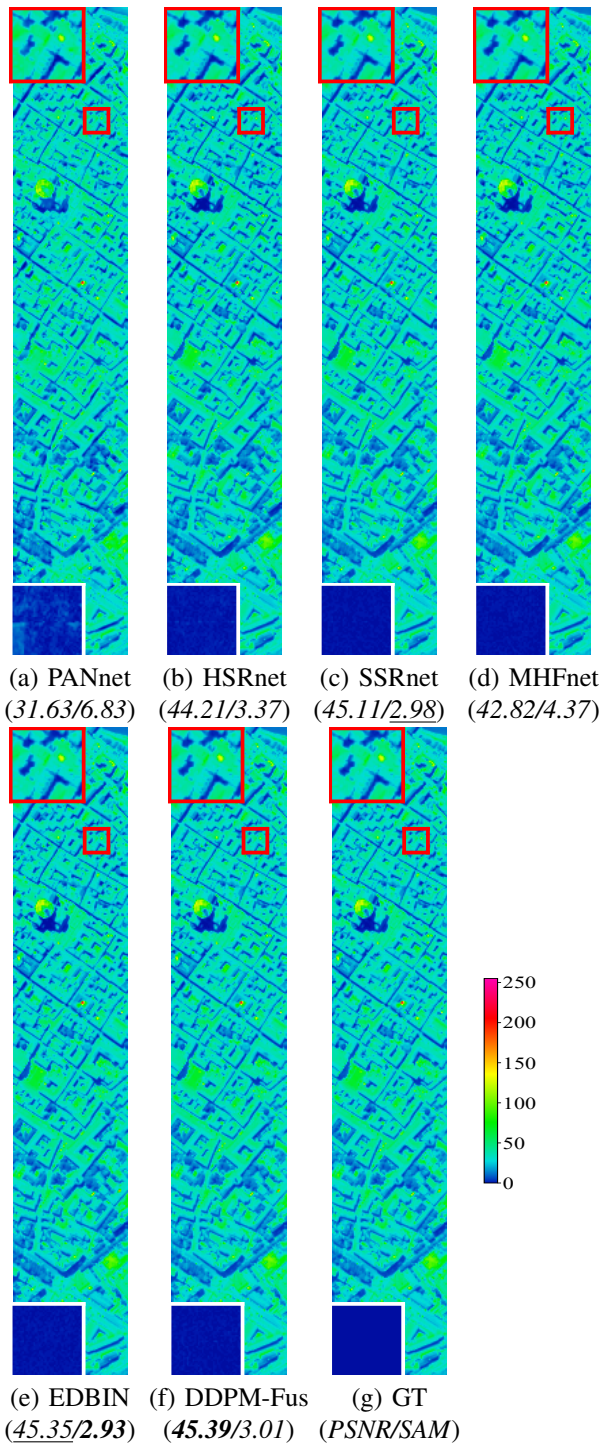 (a) PANnet (b) HSRnet (c) SSRnet (d) MHFnet
(31.63/6.83) (44.21/3.37) (45.11/2.98) (42.82/4.37)
250
200
150
100
50
0
(e) EDBIN (f) DDPM-Fus (g) GT
(45.35/2.93) (45.39/3.01) (PSNR/SAM)